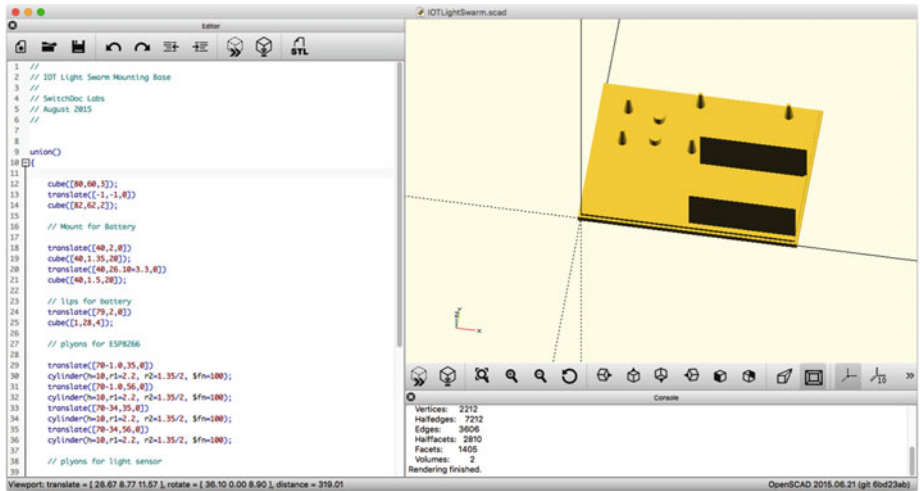 IOTLightSwarm.scad
Editor
STL
1 //
2 // IOT Light Swarm Mounting Base
3 //
4 // SwitchDoc Labs
5 // August 2015
6 //
7
8
9 union()
10 {
11
12 cube([80,60,3]);
13 translate([-1,-1,0])
14 cube([82,62,2]);
15
16 // Mount for Battery
17
18 translate([40,2,0])
19 cube([40,1.35,20]);
20 translate([40,26.10+3.3,0])
21 cube([40,1.5,20]);
22
23 // lips for battery
24 translate([79,2,0])
25 cube([1,28,4]);
26
27 // plyons for ESP8266
28
29 translate([70-1.0,35,0])
30 cylinder(h=10,r1=2.2, r2=1.35/2, $fn=100);
31 translate([70-1.0,56,0])
32 cylinder(h=10,r1=2.2, r2=1.35/2, $fn=100);
33 translate([70-34,35,0])
34 cylinder(h=10,r1=2.2, r2=1.35/2, $fn=100);
35 translate([70-34,56,0])
36 cylinder(h=10,r1=2.2, r2=1.35/2, $fn=100);
37
38 // plyons for light sensor
39
x
10
»
Console
Vertices: 2212
Halfedges: 7212
Edges: 3606
Halffacets: 2810
Facets: 1405
Volumes: 2
Rendering finished.
Viewport: translate = [ 28.67 8.77 11.57 ], rotate = [ 36.10 0.00 8.90 ], distance = 319.01
OpenSCAD 2015.06.21 (git 6bd23ab)